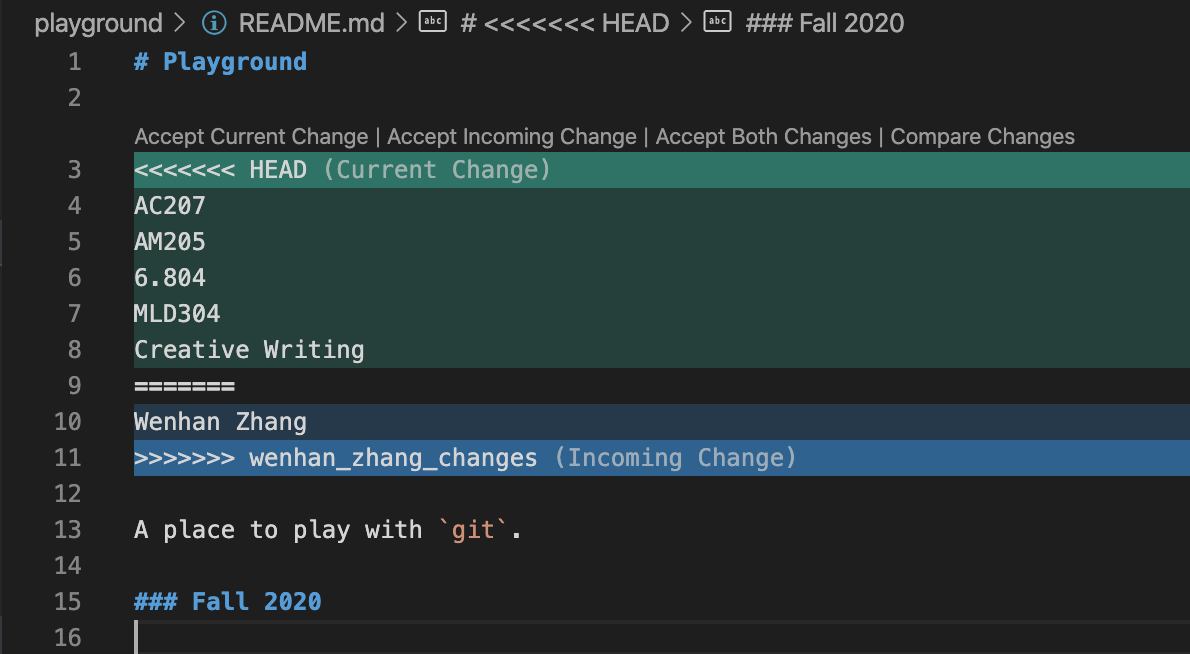 playground > README.md > # <<<<<<< HEAD > ### Fall 2020
1 # Playground
2
Accept Current Change | Accept Incoming Change | Accept Both Changes | Compare Changes
3 <<<<<<< HEAD (Current Change)
4 AC207
5 AM205
6 6.804
7 MLD304
8 Creative Writing
9 =======
10 Wenhan Zhang
11 >>>>>>> wenhan_zhang_changes (Incoming Change)
12
13 A place to play with `git`.
14
15 ### Fall 2020
16